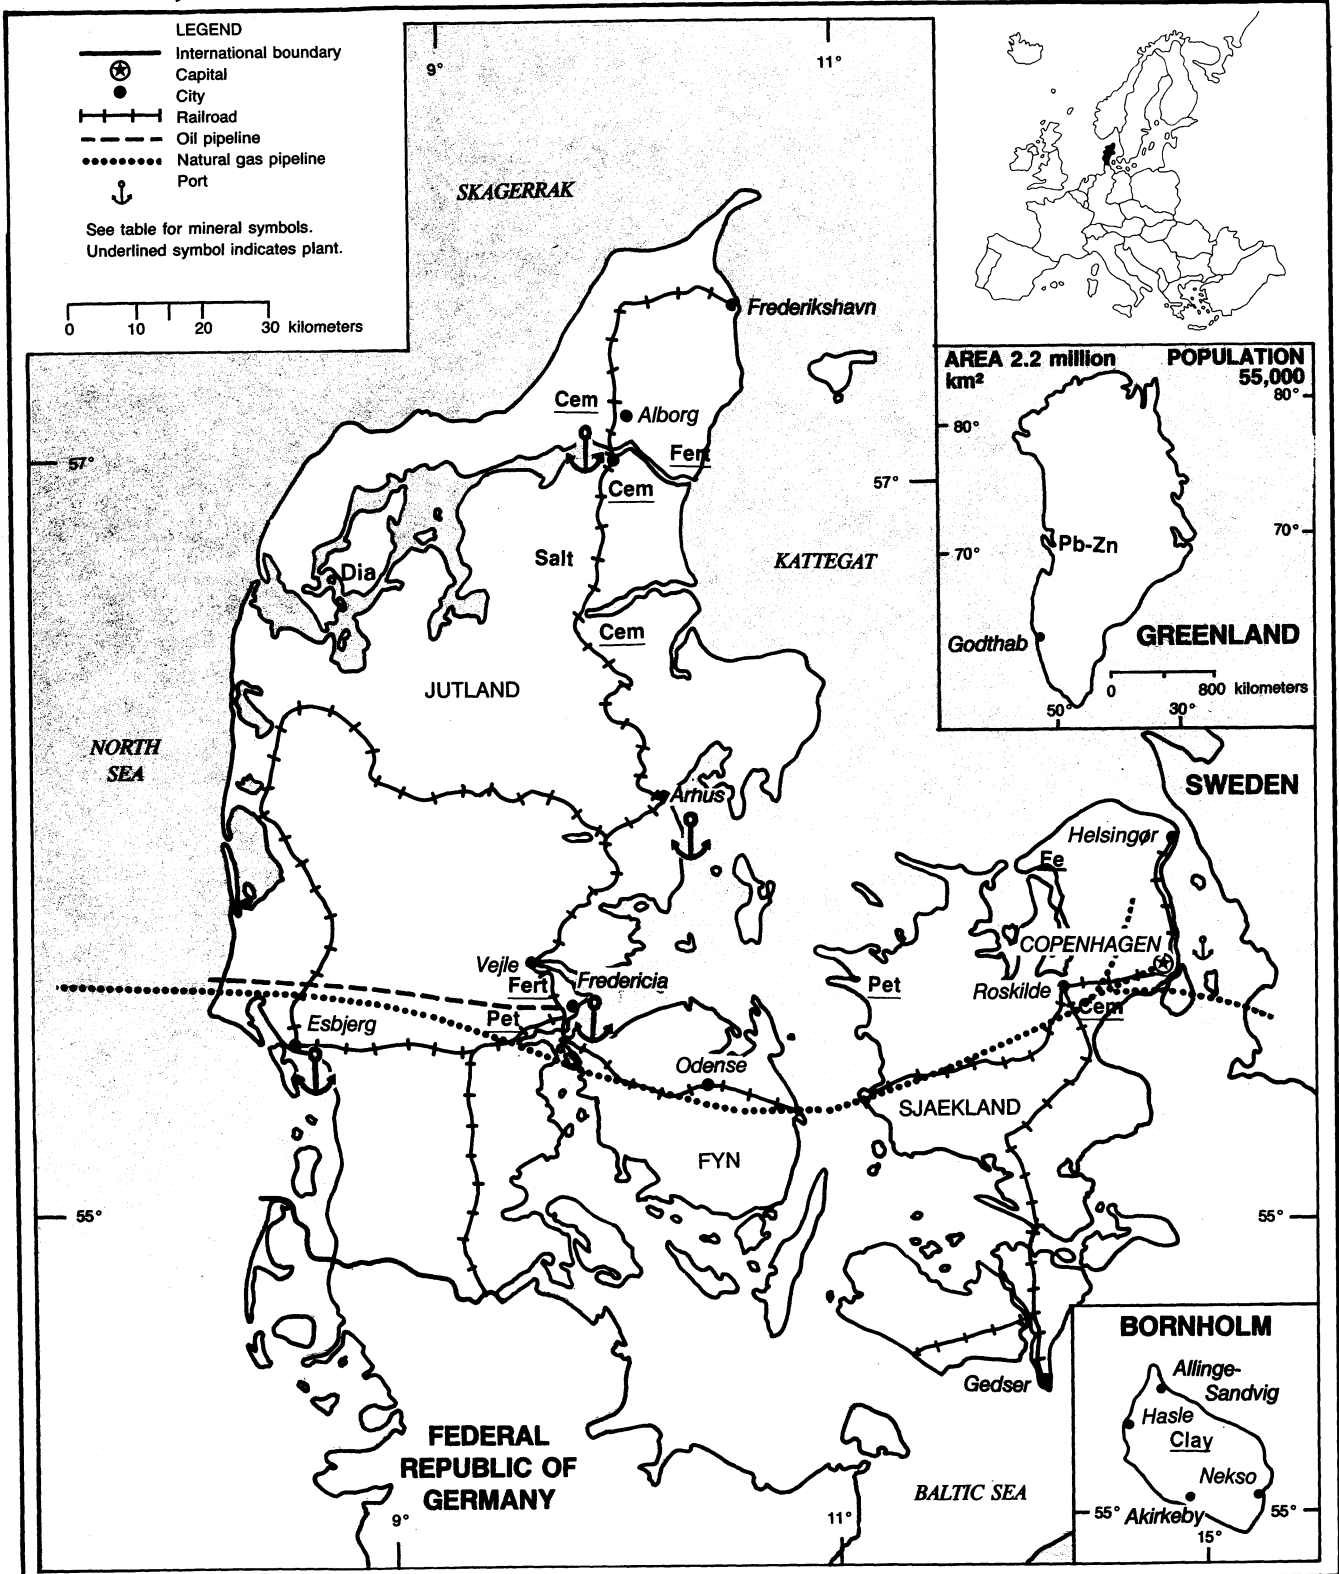 LEGEND
International boundary
Capital
City
Railroad
Oil pipeline
Natural gas pipeline
Port
See table for mineral symbols.
Underlined symbol indicates plant.
0 10 20 30 kilometers
9°
11°
SKAGERRAK
Frederikshavn
Cem
Alborg
Fert
57°
Cem
57°
Salt
KATTEGAT
Dia
Cem
JUTLAND
NORTH
SEA
Arhus
AREA 2.2 million
km²
POPULATION
55,000
80°
80°
70°
70°
Pb-Zn
Godthab
GREENLAND
0 800 kilometers
50°
30°
SWEDEN
Helsingør
Fe
COPENHAGEN
Vejle
Fert
Fredericia
Pet
Roskilde
Cem
Pet
Esbjerg
Odense
SJAEKLAND
FYN
55°
55°
Gedser
FEDERAL
REPUBLIC OF
GERMANY
BALTIC SEA
9°
11°
BORNHOLM
Allinge-
Sandvig
Hasle
Clay
Nekso
Akirkeby
55°
55°
15°